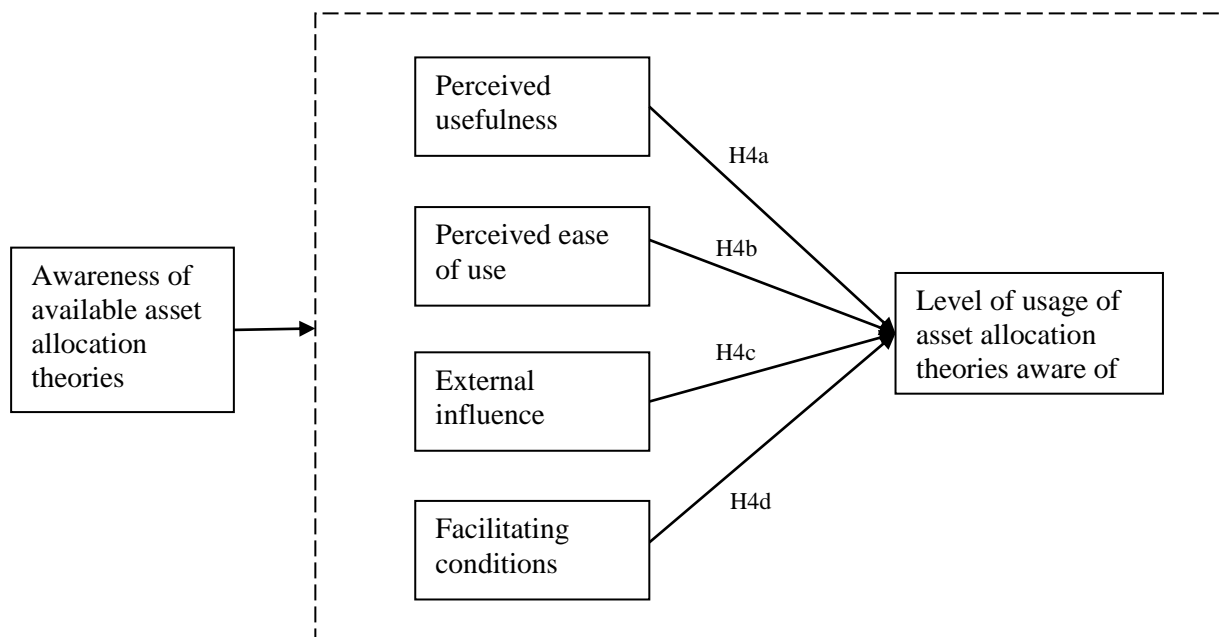 Perceived
usefulness
H4a
Perceived ease
of use
H4b
Awareness of
available asset
allocation
theories
Level of usage of
asset allocation
theories aware of
External
influence
H4c
Facilitating
conditions
H4d